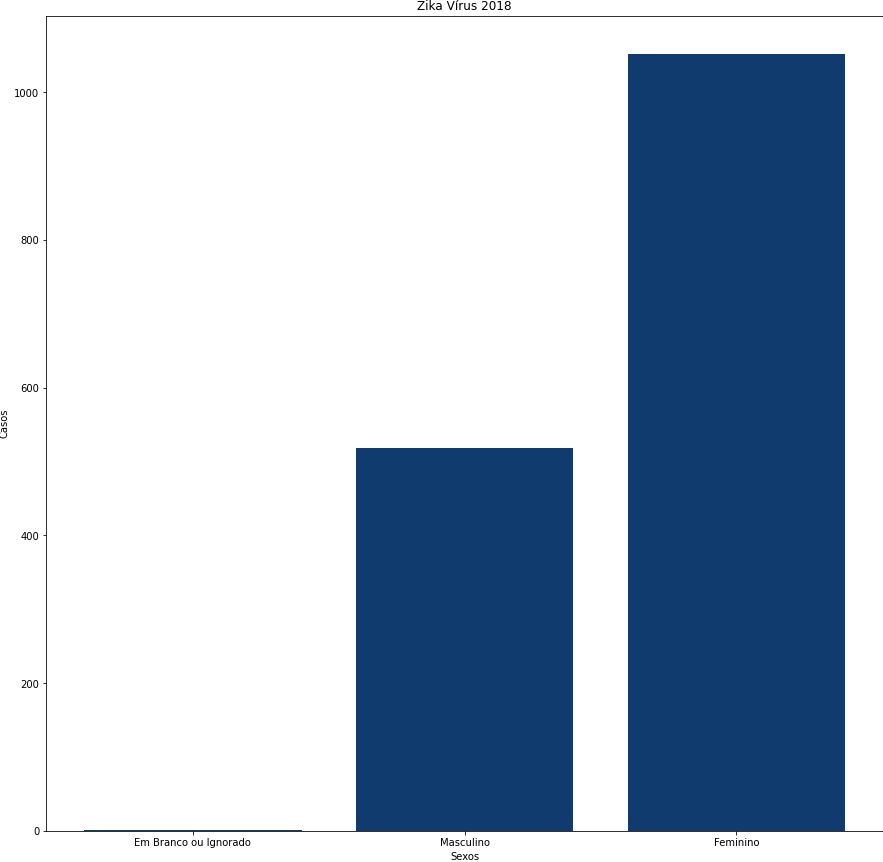 Zika Vírus 2018
1000
800
600
400
200
0
Casos
Em Branco ou Ignorado
Masculino
Feminino
Sexos